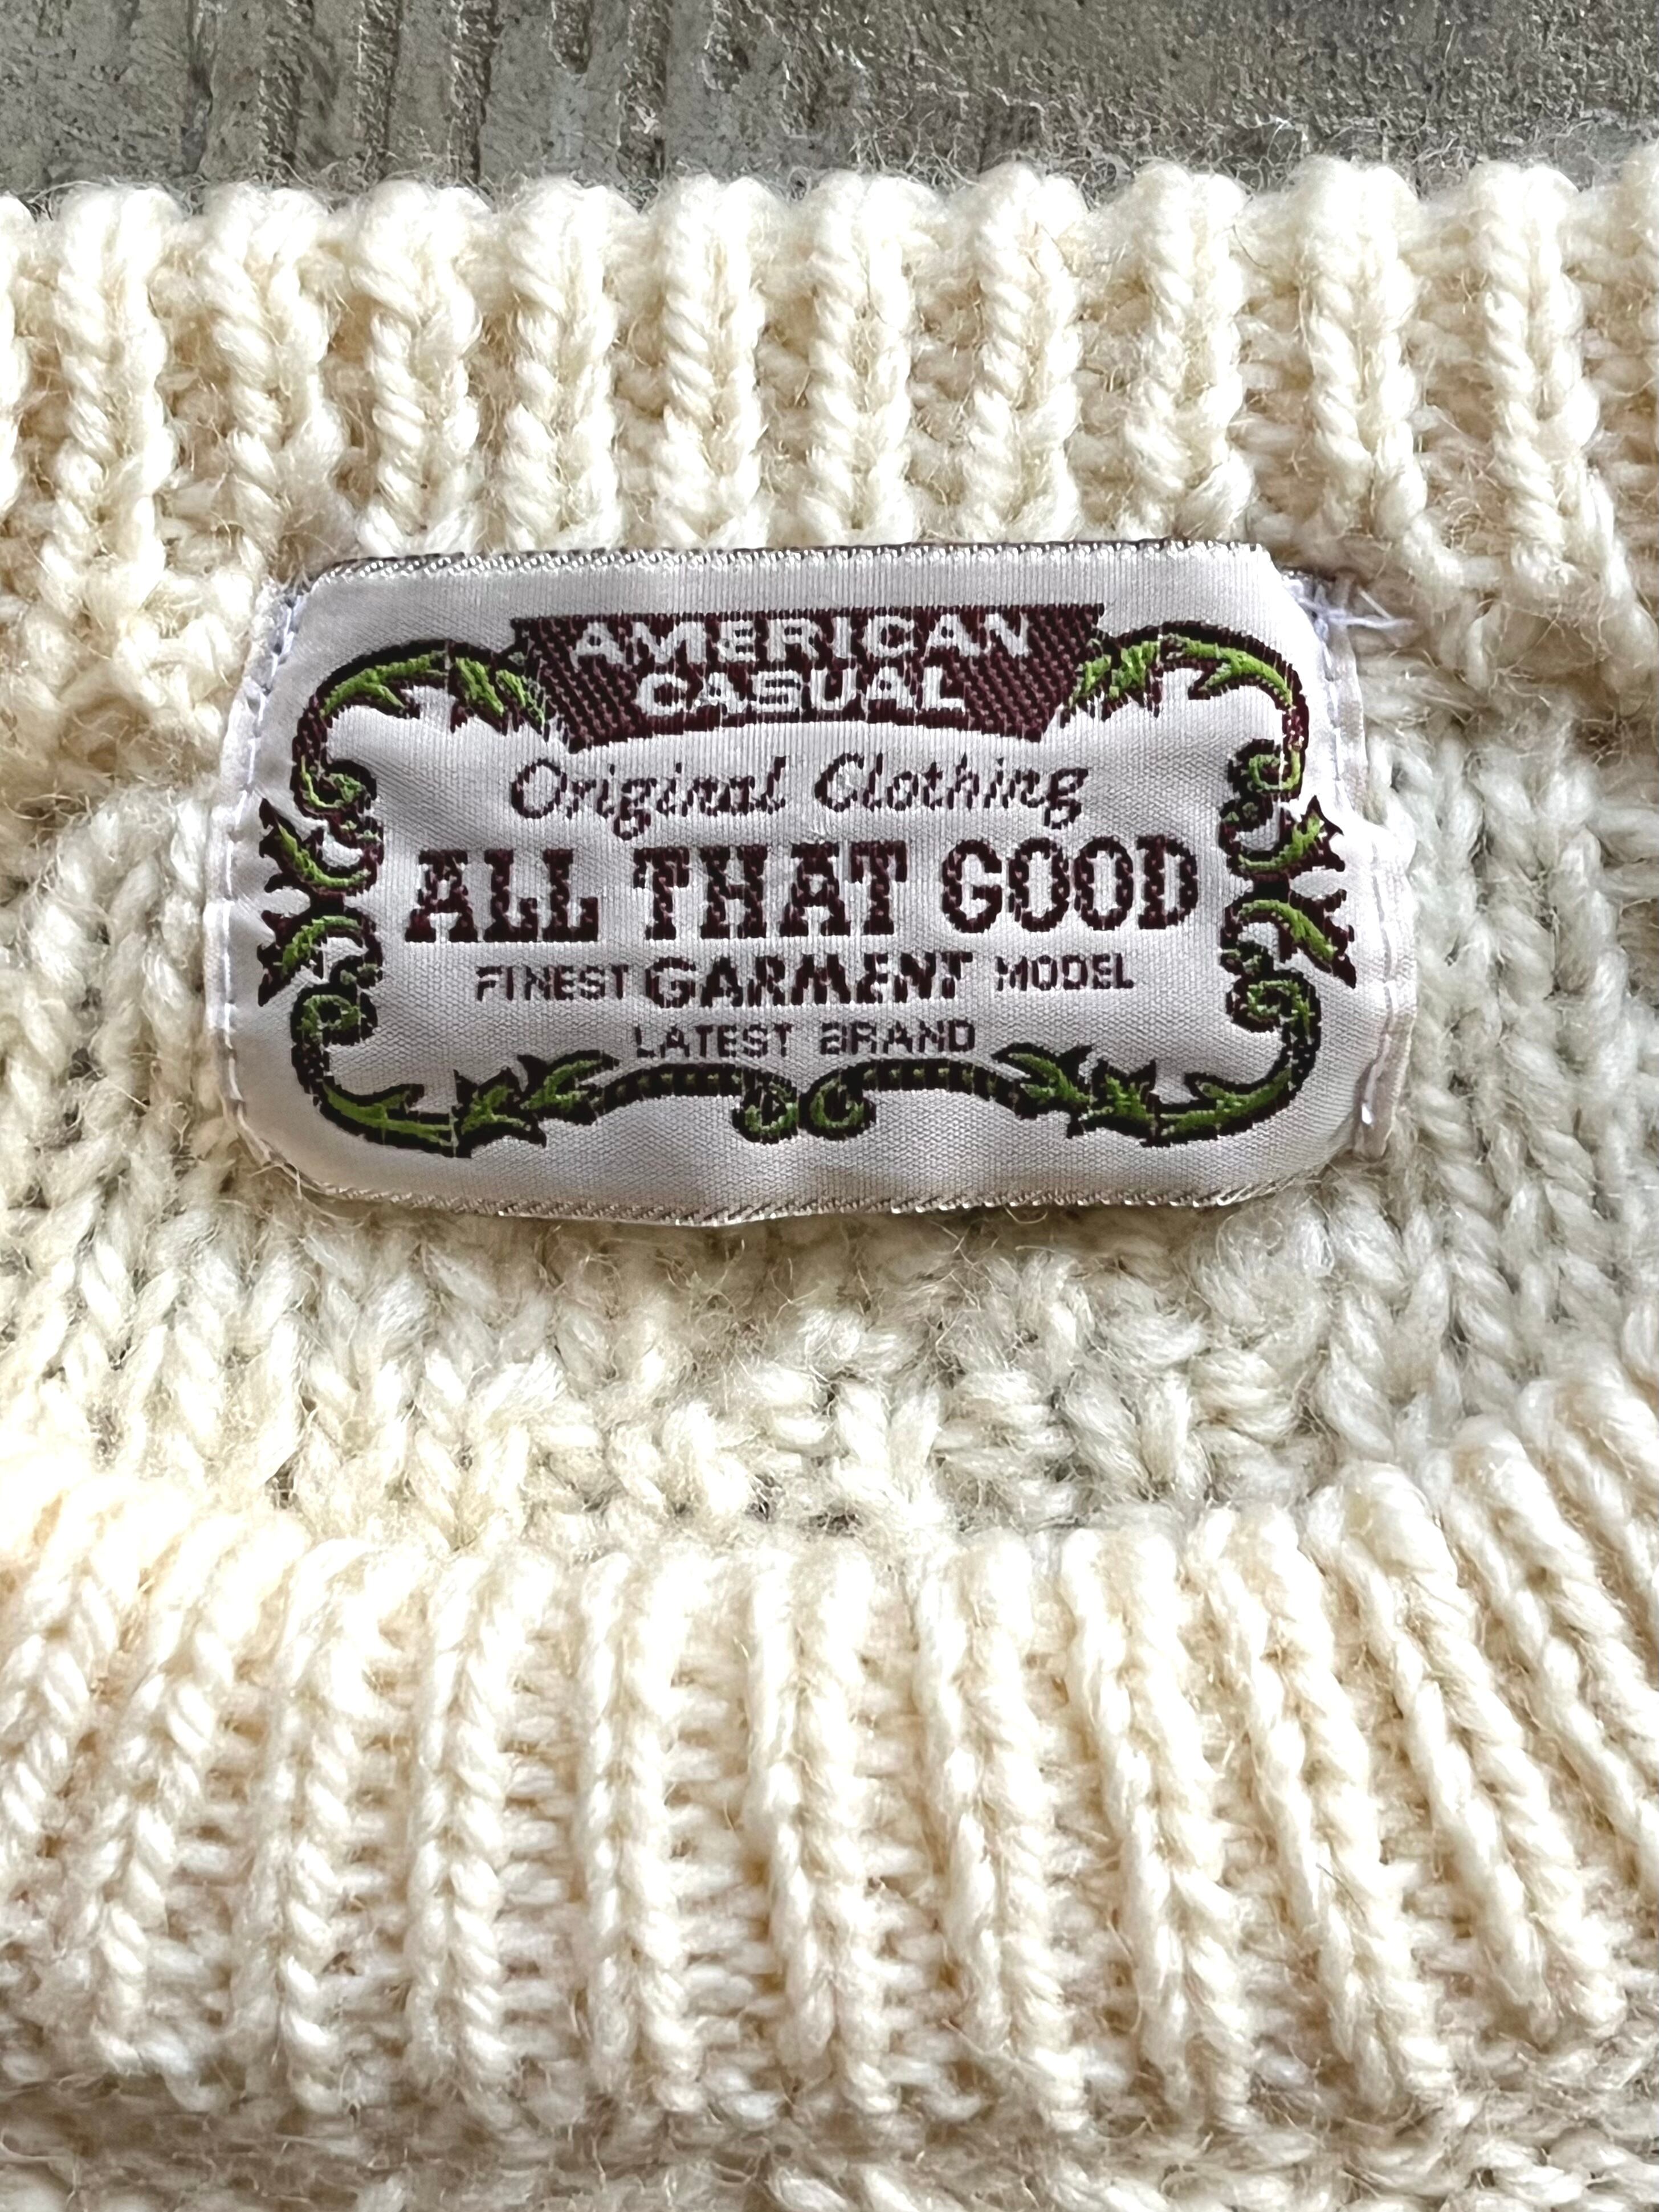 AMERICAN
CASUAL
Original Clothing
ALL THAT GOOD
FINEST GARMENT MODEL
LATEST BRAND